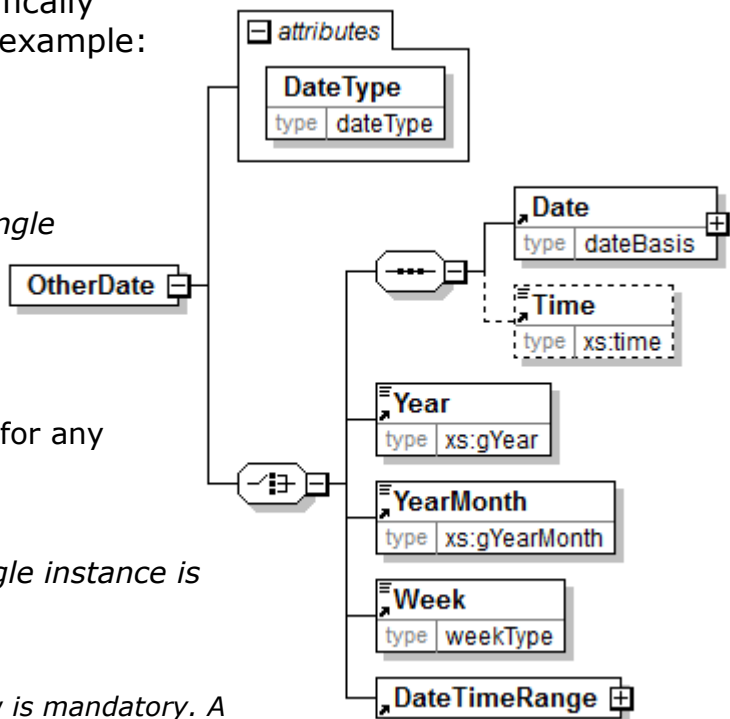 fically
example:
attributes
DateType
type dateType
ngle
OtherDate
Date
type dateBasis
Time
type xs:time
for any
Year
type xs:gYear
YearMonth
type xs:gYearMonth
gle instance is
Week
type weekType
y is mandatory. A
DateTimeRange